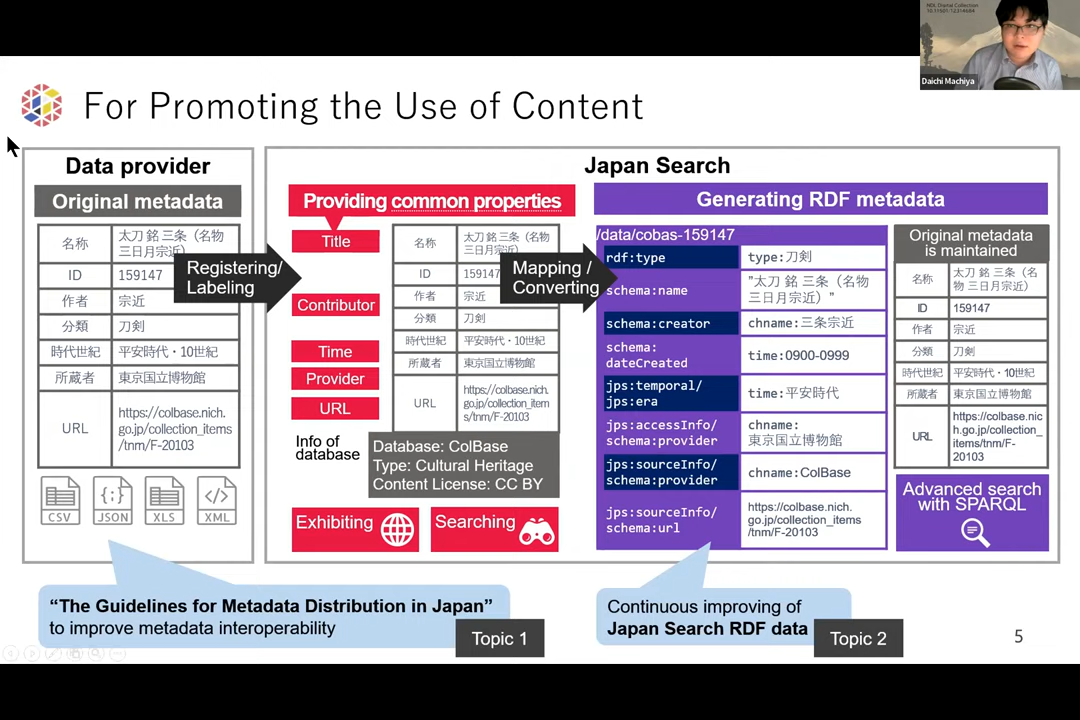 NDL Digital Collection
Daichi Machiya
For Promoting the Use of Content
Data provider
Original metadata
名称
太刀 銘 三条（名物
三日月宗近）
ID
159147
作者
宗近
分類
刀剣
時代世紀
平安時代・10世紀
所蔵者
東京国立博物館
URL
https://colbase.nich.
go.jp/collection_items
/tnm/F-20103
CSV
JSON
XLS
XML
Registering/
Labeling
Japan Search
Providing common properties
Title
Contributor
Time
Provider
URL
Info of
database
名称
太刀 銘 三条（名物
三日月宗近）
ID
159147
作者
宗近
分類
刀剣
時代世紀
平安時代・10世紀
所蔵者
東京国立博物館
URL
https://colbase.nich.
go.jp/collection_item
s/tnm/F-20103
Database: ColBase
Type: Cultural Heritage
Content License: CC BY
Exhibiting
Searching
Mapping /
Converting
Generating RDF metadata
/data/cobas-159147
rdf:type
type:刀剣
schema:name
"太刀 銘 三条（名物
三日月宗近）"
schema:creator
chname:三条宗近
schema:
dateCreated
time:0900-0999
jps:temporal/
jps:era
time:平安時代
jps:accessInfo/
schema:provider
chname:
東京国立博物館
jps:sourceInfo/
schema:provider
chname:ColBase
jps:sourceInfo/
schema:url
https://colbase.nich.
go.jp/collection_items
/tnm/F-20103
Original metadata
is maintained
名称
太刀 銘 三条（名
物 三日月宗近）
ID
159147
作者
宗近
分類
刀剣
時代世紀
平安時代・10世紀
所蔵者
東京国立博物館
URL
https://colbase.nic
h.go.jp/collection_
items/tnm/F-
20103
Advanced search
with SPARQL
“The Guidelines for Metadata Distribution in Japan”
to improve metadata interoperability
Topic 1
Continuous improving of
Japan Search RDF data
Topic 2
5